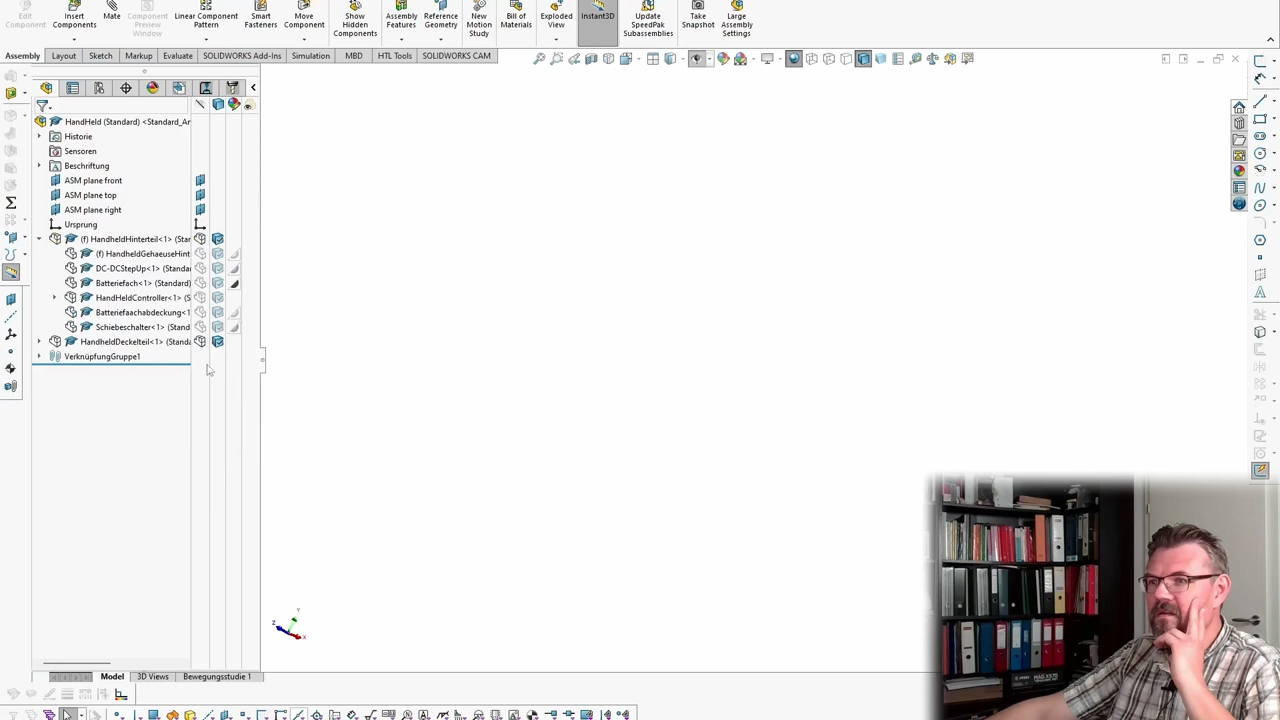 Edit Component
Insert Components
Mate
Component Preview Window
Linear Component Pattern
Smart Fasteners
Move Component
Show Hidden Components
Assembly Features
Reference Geometry
New Motion Study
Bill of Materials
Exploded View
Instant3D
Update SpeedPak Subassemblies
Take Snapshot
Large Assembly Settings
Assembly Layout Sketch Markup Evaluate SOLIDWORKS Add-Ins Simulation MBD HTL Tools SOLIDWORKS CAM
HandHeld (Standard) <Standard_An
Historie
Sensoren
Beschriftung
ASM plane front
ASM plane top
ASM plane right
Ursprung
(f) HandheldHinterteil<1> (Stan
(f) HandheldGehaeuseHint
DC-DCStepUp<1> (Standar
Batteriefach<1> (Standard)
HandHeldController<1> (S
Batteriefaachabdeckung<1>
Schiebeschalter<1> (Stand
HandheldDeckelteil<1> (Standa
VerknüpfungGruppe1
Y
Z
X
Model 3D Views Bewegungsstudie 1